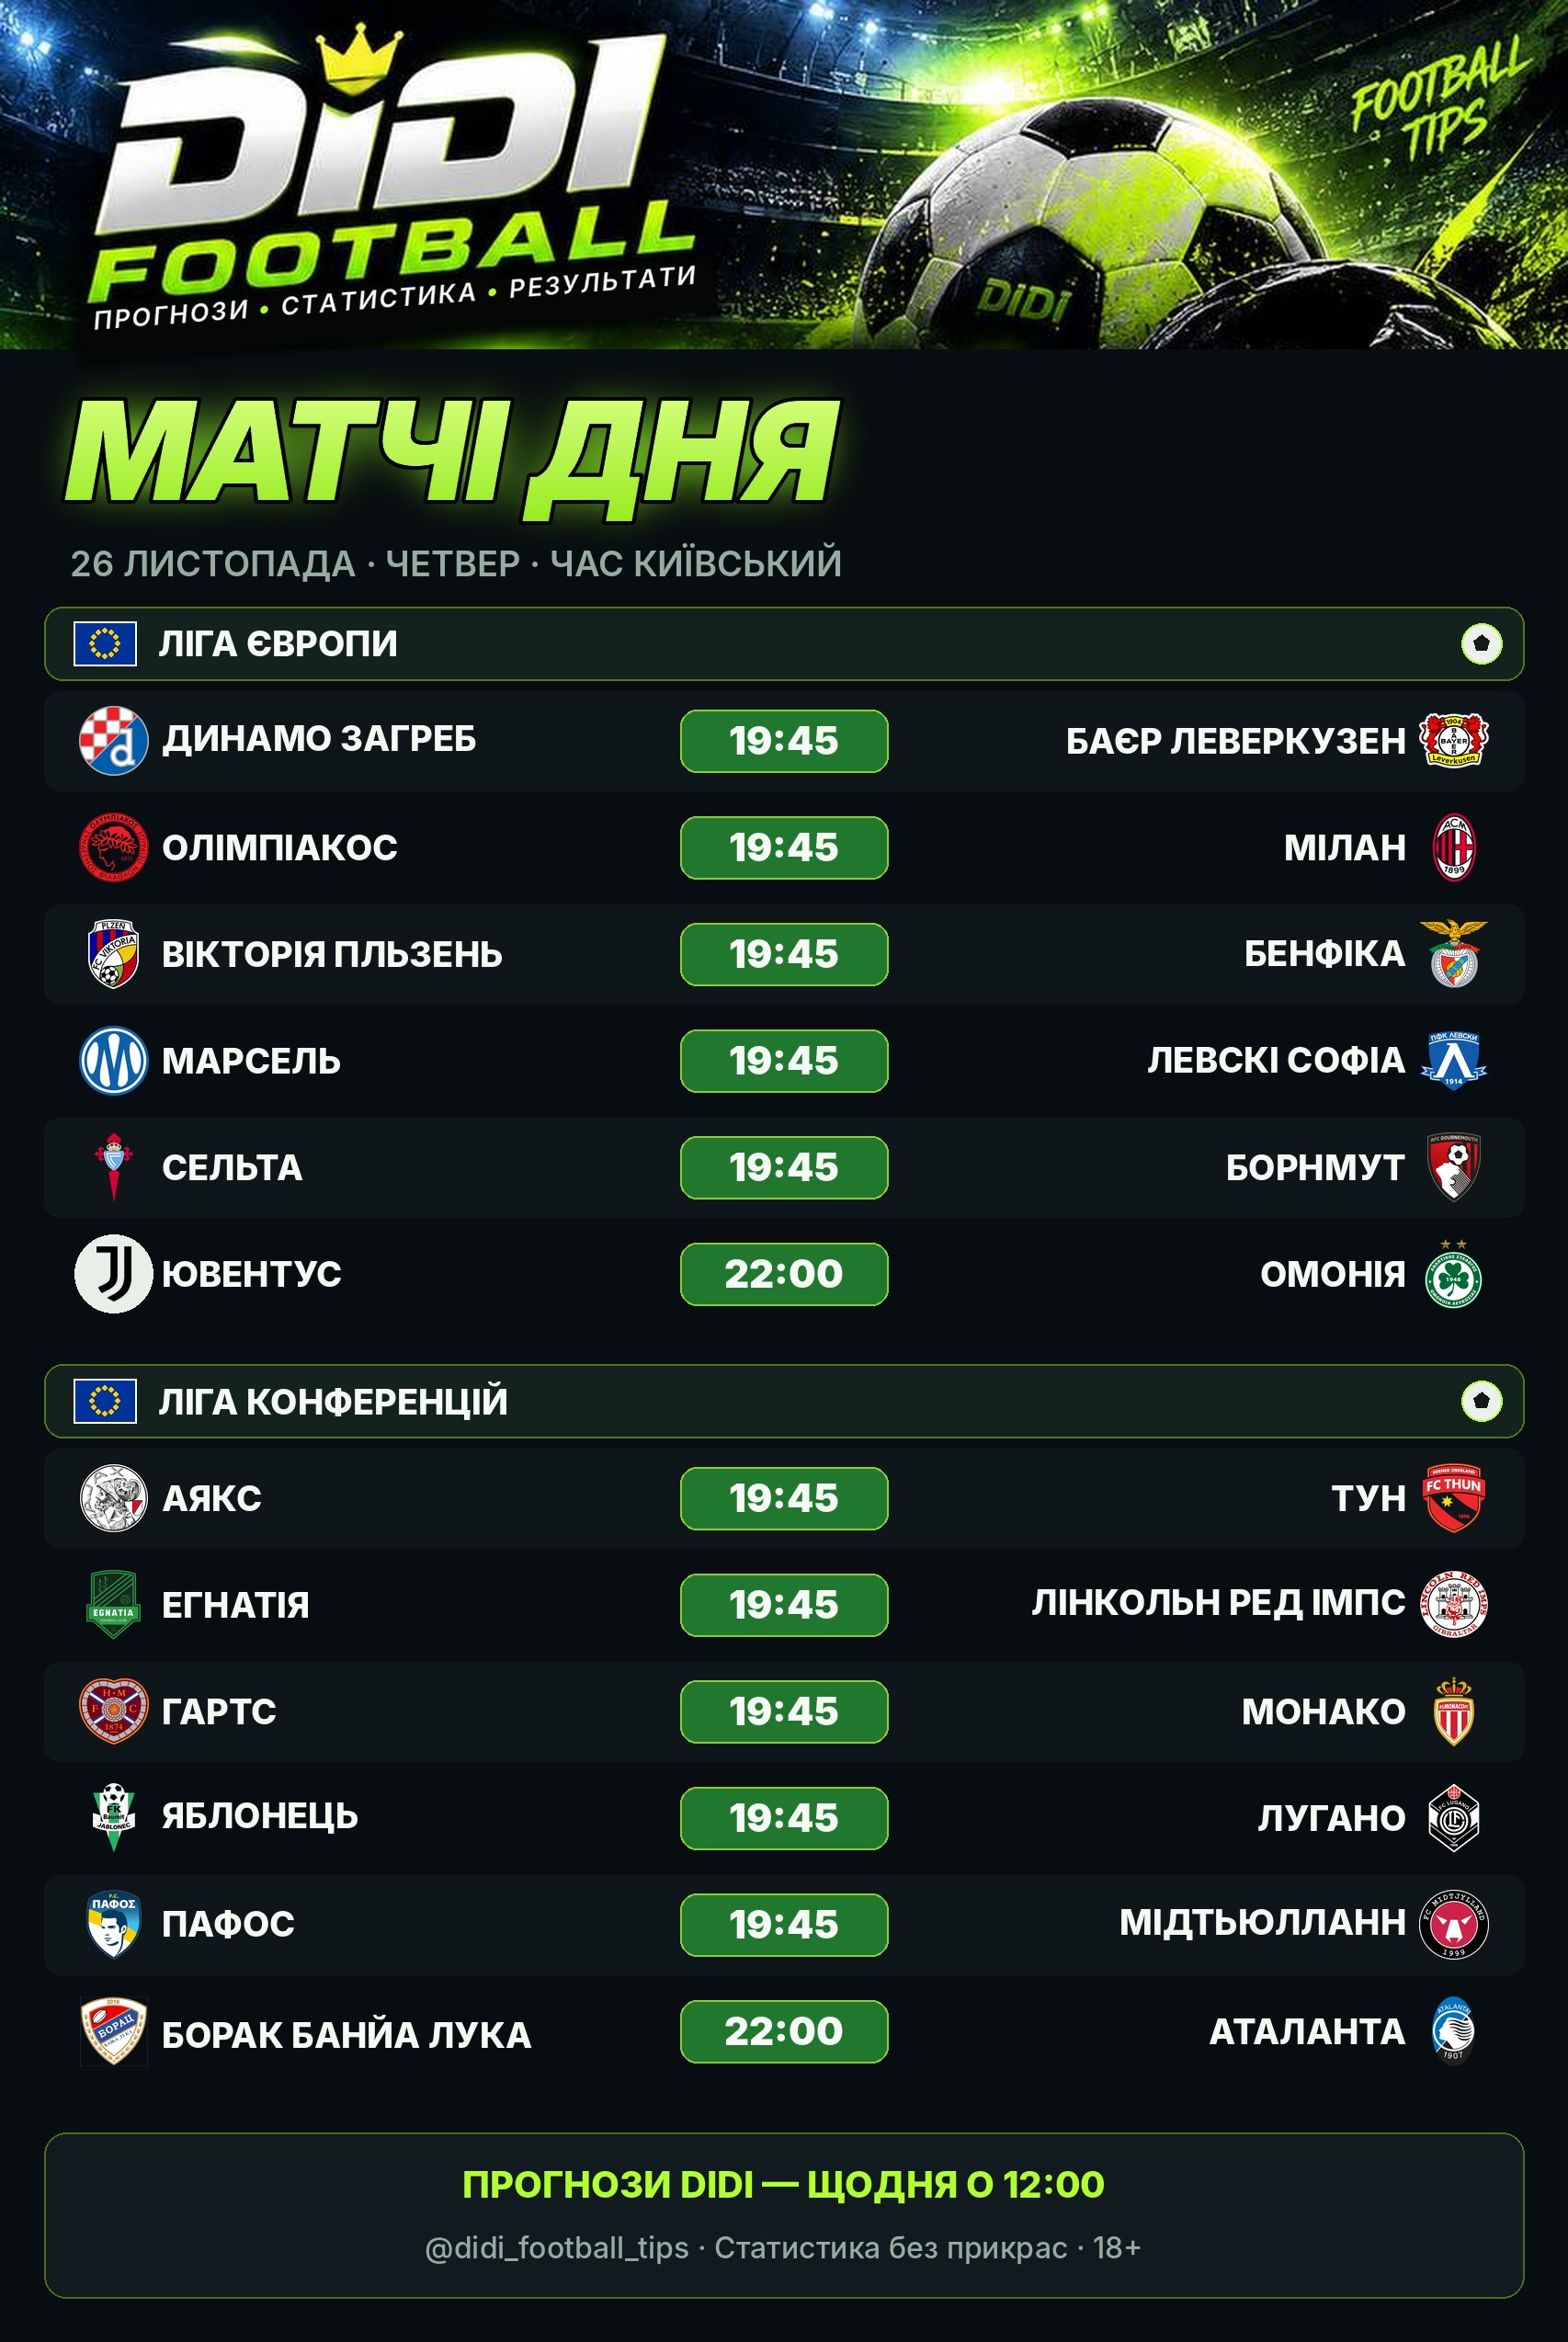 DIDI
FOOTBALL
ПРОГНОЗИ • СТАТИСТИКА • РЕЗУЛЬТАТИ
FOOTBALL
TIPS
DIDI
МАТЧІ ДНЯ
26 ЛИСТОПАДА · ЧЕТВЕР · ЧАС КИЇВСЬКИЙ
ЛІГА ЄВРОПИ
ДИНАМО ЗАГРЕБ 19:45 БАЄР ЛЕВЕРКУЗЕН
ОЛІМПІАКОС 19:45 МІЛАН
ВІКТОРІЯ ПЛЬЗЕНЬ 19:45 БЕНФІКА
МАРСЕЛЬ 19:45 ЛЕВСКІ СОФІА
СЕЛЬТА 19:45 БОРНМУТ
ЮВЕНТУС 22:00 ОМОНІЯ
ЛІГА КОНФЕРЕНЦІЙ
АЯКС 19:45 ТУН
ЕГНАТІЯ 19:45 ЛІНКОЛЬН РЕД ІМПС
ГАРТС 19:45 МОНАКО
ЯБЛОНЕЦЬ 19:45 ЛУГАНО
ПАФОС 19:45 МІДТЬЮЛЛАНН
БОРАК БАНЙА ЛУКА 22:00 АТАЛАНТА
ПРОГНОЗИ DIDI — ЩОДНЯ О 12:00
@didi_football_tips · Статистика без прикрас · 18+